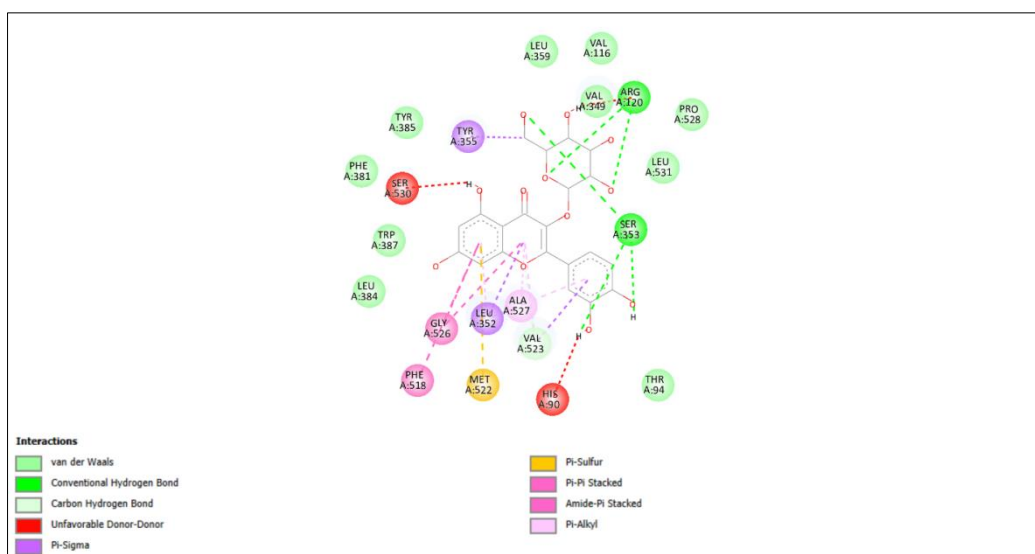 LEU
A:359
VAL
A:116
VAL
A:349
ARG
A:120
PRO
A:528
TYR
A:385
TYR
A:355
PHE
A:381
SER
A:530
LEU
A:531
TRP
A:387
SER
A:353
LEU
A:384
GLY
A:526
LEU
A:352
ALA
A:527
VAL
A:523
PHE
A:518
MET
A:522
HIS
A:90
THR
A:94
H
O
O
O
O
O
O
H
O
O
O
O
O
O
H
O
H
Interactions
van der Waals
Conventional Hydrogen Bond
Carbon Hydrogen Bond
Unfavorable Donor-Donor
Pi-Sigma
Pi-Sulfur
Pi-Pi Stacked
Amide-Pi Stacked
Pi-Alkyl